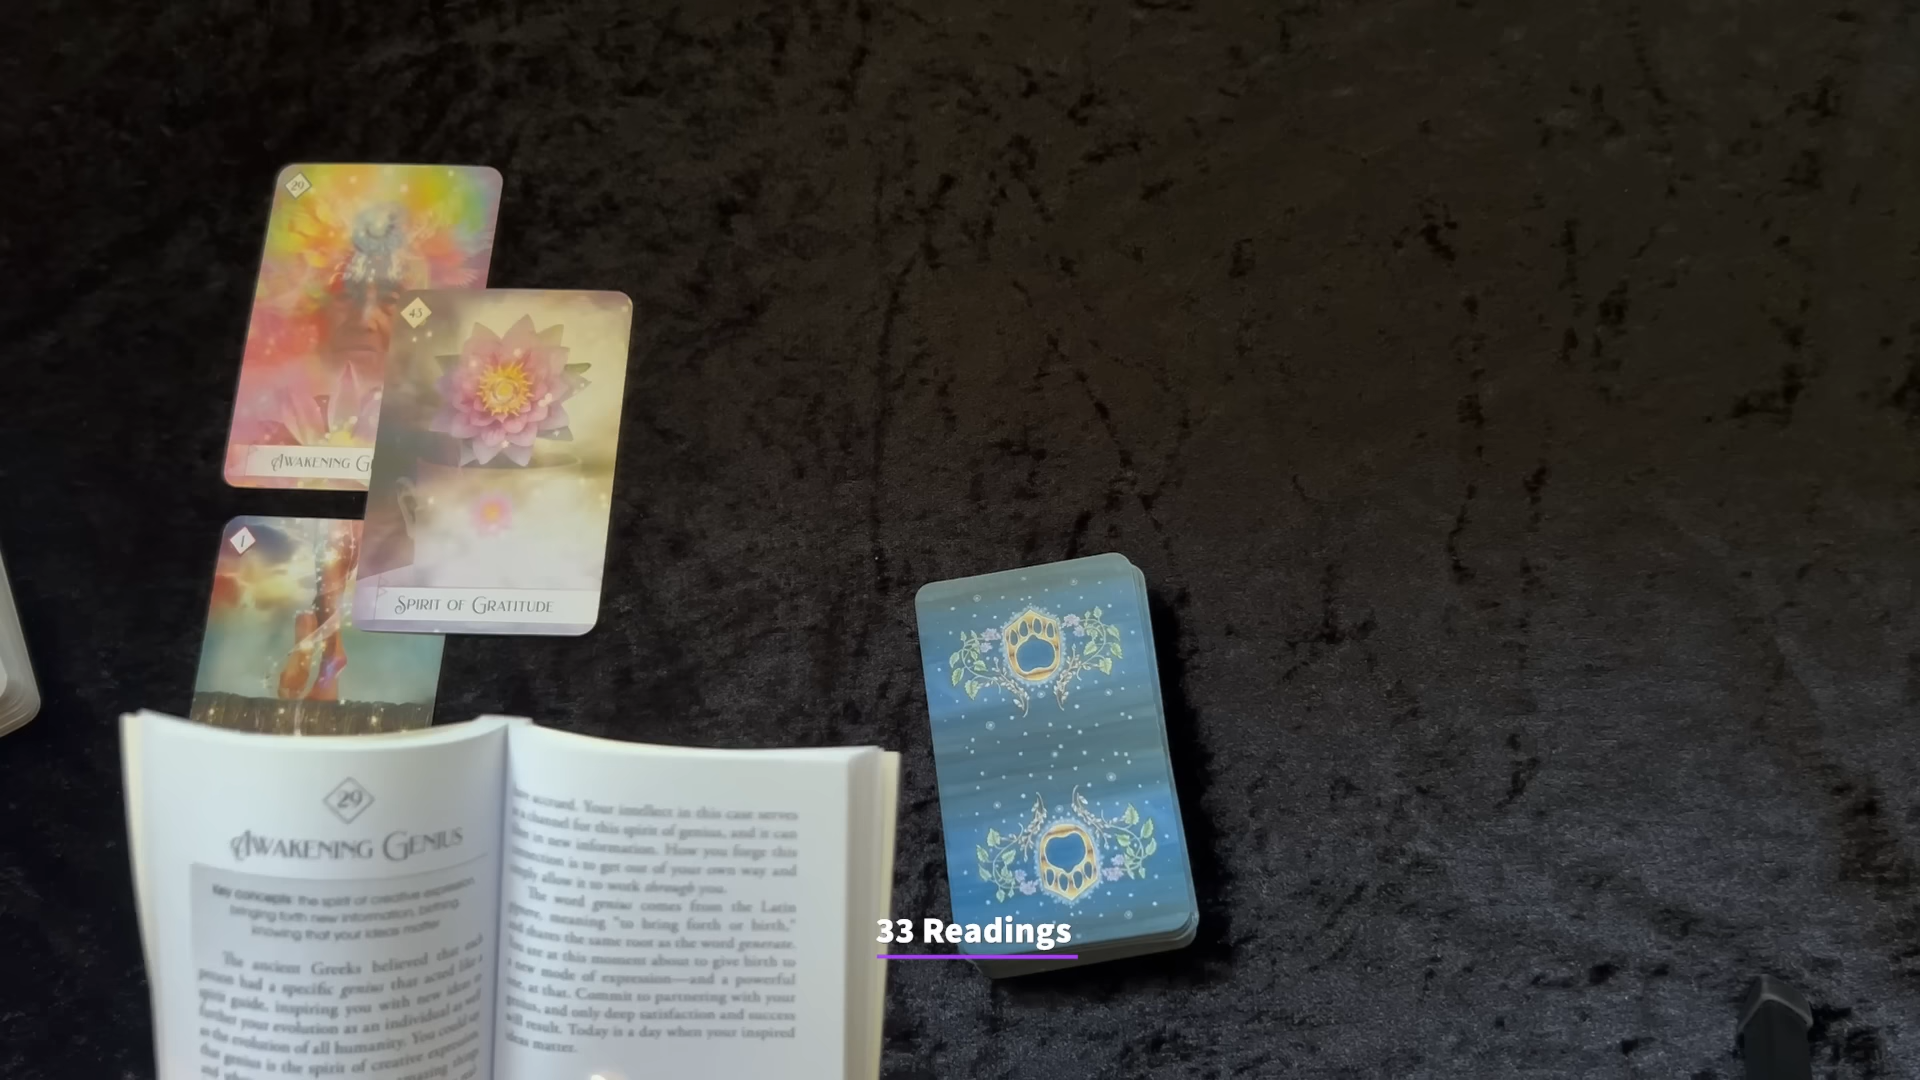 29
AWAKENING G
43
SPIRIT OF GRATITUDE
1
29
AWAKENING GENIUS
Key concepts: the spirit of creative expression,
bringing forth new information, birthing,
knowing that your ideas matter
The ancient Greeks believed that each
person had a specific genius that acted like a
spirit guide, inspiring you with new ideas to
further your evolution as an individual as well
as the evolution of all humanity. You could say
that genius is the spirit of creative expression
accrued. Your intellect in this case serves
a channel for this spirit of genius, and it can
in new information. How you forge this
connection is to get out of your own way and
simply allow it to work through you.
The word genius comes from the Latin
meaning "to bring forth or birth,"
and shares the same root as the word generate.
You are at this moment about to give birth to
a new mode of expression—and a powerful
one, at that. Commit to partnering with your
genius, and only deep satisfaction and success
will result. Today is a day when your inspired
ideas matter.
33 Readings